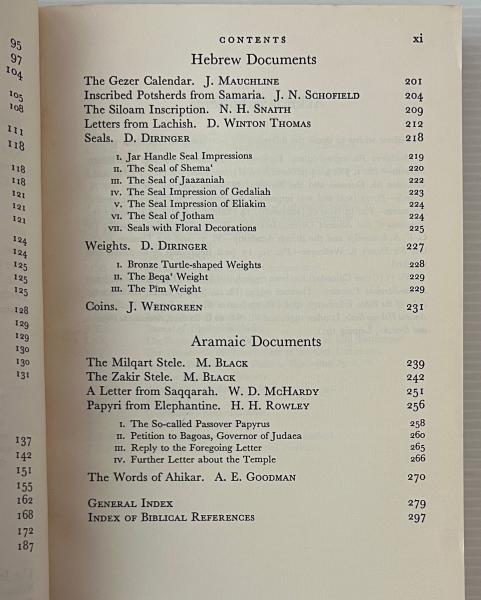 95
97
104
105
108
111
118
118
118
121
121
121
124
124
125
125
125
128
129
129
130
130
131
137
142
151
155
162
168
172
187
CONTENTS xi
Hebrew Documents
The Gezer Calendar. J. MAUCHLINE 201
Inscribed Potsherds from Samaria. J. N. SCHOFIELD 204
The Siloam Inscription. N. H. SNAITH 209
Letters from Lachish. D. WINTON THOMAS 212
Seals. D. DIRINGER 218
I. Jar Handle Seal Impressions 219
II. The Seal of Shema' 220
III. The Seal of Jaazaniah 222
IV. The Seal Impression of Gedaliah 223
V. The Seal Impression of Eliakim 224
VI. The Seal of Jotham 224
VII. Seals with Floral Decorations 225
Weights. D. DIRINGER 227
I. Bronze Turtle-shaped Weights 228
II. The Beqa' Weight 229
III. The Pīm Weight 229
Coins. J. WEINGREEN 231
Aramaic Documents
The Milqart Stele. M. BLACK 239
The Zakir Stele. M. BLACK 242
A Letter from Saqqarah. W. D. MCHARDY 251
Papyri from Elephantine. H. H. ROWLEY 256
I. The So-called Passover Papyrus 258
II. Petition to Bagoas, Governor of Judaea 260
III. Reply to the Foregoing Letter 265
IV. Further Letter about the Temple 266
The Words of Ahikar. A. E. GOODMAN 270
GENERAL INDEX 279
INDEX OF BIBLICAL REFERENCES 297